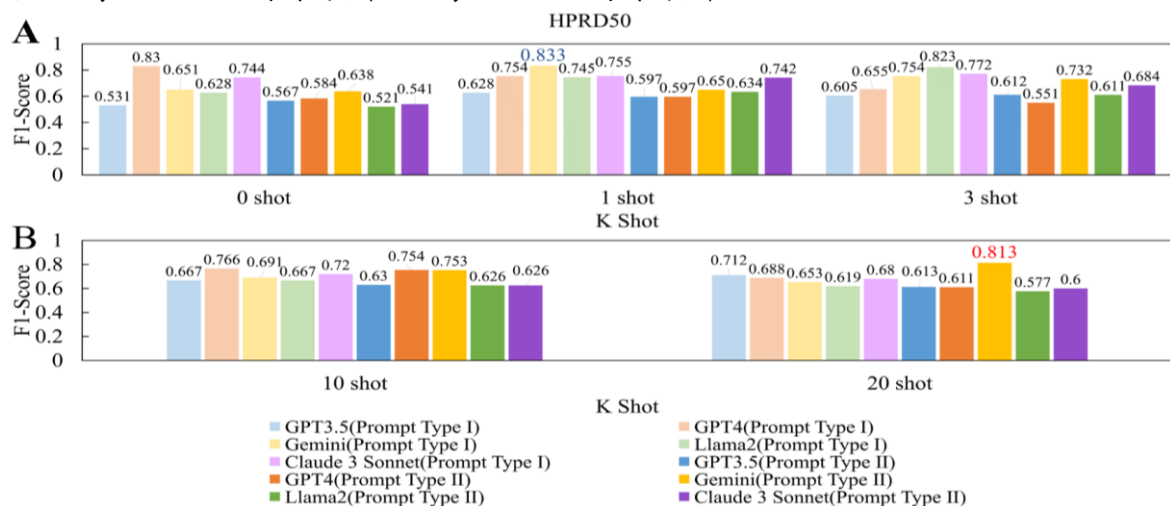 HPRD50
A
F1-Score
1
0.8
0.6
0.4
0.2
0
0.531 0.83 0.651 0.628 0.744 0.567 0.584 0.638 0.521 0.541
0.628 0.754 0.833 0.745 0.755 0.597 0.597 0.65 0.634 0.742
0.605 0.655 0.754 0.823 0.772 0.612 0.551 0.732 0.611 0.684
0 shot 1 shot 3 shot
K Shot
B
F1-Score
1
0.8
0.6
0.4
0.2
0
0.667 0.766 0.691 0.667 0.72 0.63 0.754 0.753 0.626 0.626
0.712 0.688 0.653 0.619 0.68 0.613 0.611 0.813 0.577 0.6
10 shot 20 shot
K Shot
GPT3.5(Prompt Type I) GPT4(Prompt Type I)
Gemini(Prompt Type I) Llama2(Prompt Type I)
Claude 3 Sonnet(Prompt Type I) GPT3.5(Prompt Type II)
GPT4(Prompt Type II) Gemini(Prompt Type II)
Llama2(Prompt Type II) Claude 3 Sonnet(Prompt Type II)